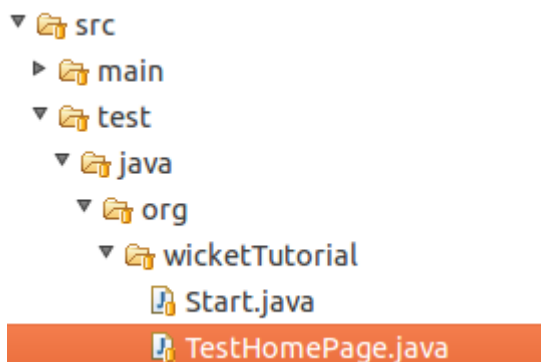 src
main
test
java
org
wicketTutorial
Start.java
TestHomePage.java